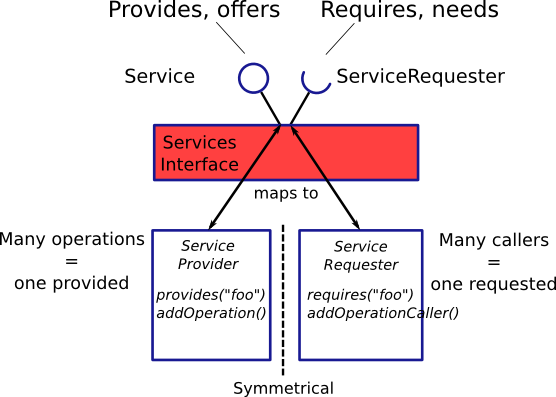 Provides, offers
Requires, needs
Service
ServiceRequester
Services
Interface
maps to
Many operations
=
one provided
Service
Provider
provides("foo")
addOperation()
Service
Requester
requires("foo")
addOperationCaller()
Many callers
=
one requested
Symmetrical